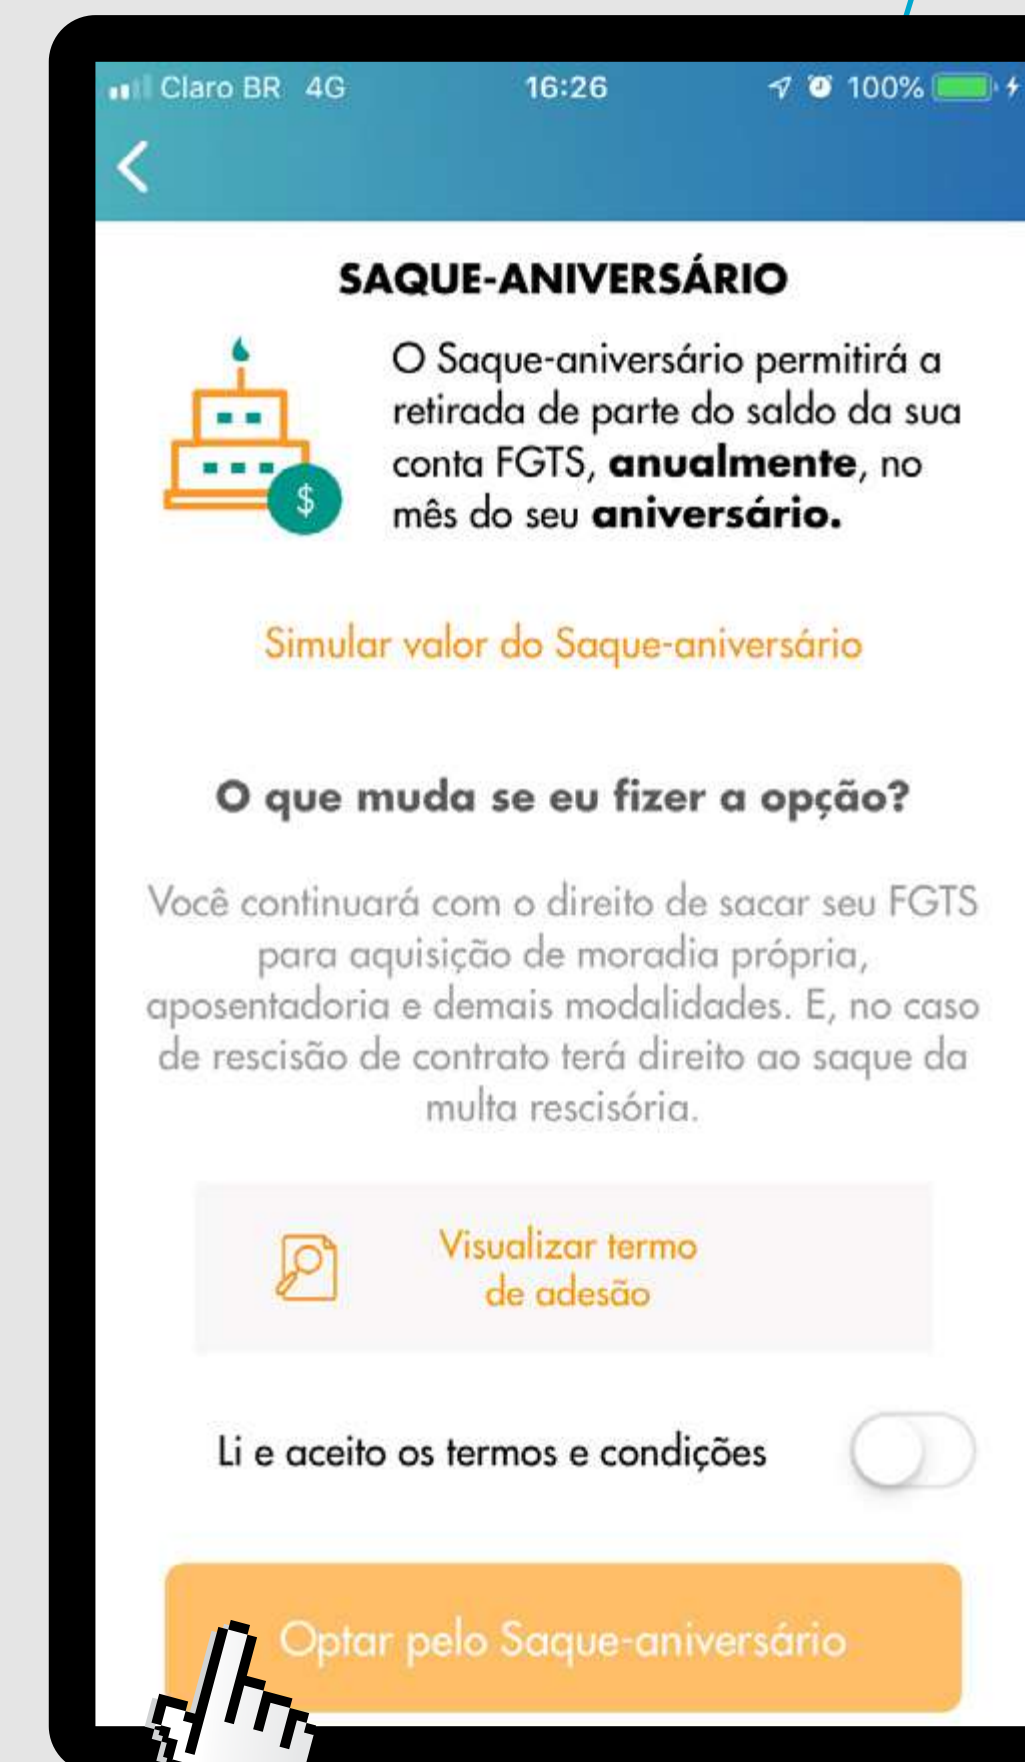 Claro BR 4G 16:26 100%
SAQUE-ANIVERSÁRIO
O Saque-aniversário permitirá a
retirada de parte do saldo da sua
conta FGTS, anualmente, no
mês do seu aniversário.
$
Simular valor do Saque-aniversário
O que muda se eu fizer a opção?
Você continuará com o direito de sacar seu FGTS
para aquisição de moradia própria,
aposentadoria e demais modalidades. E, no caso
de rescisão de contrato terá direito ao saque da
multa rescisória.
Visualizar termo
de adesão
Li e aceito os termos e condições
Optar pelo Saque-aniversário